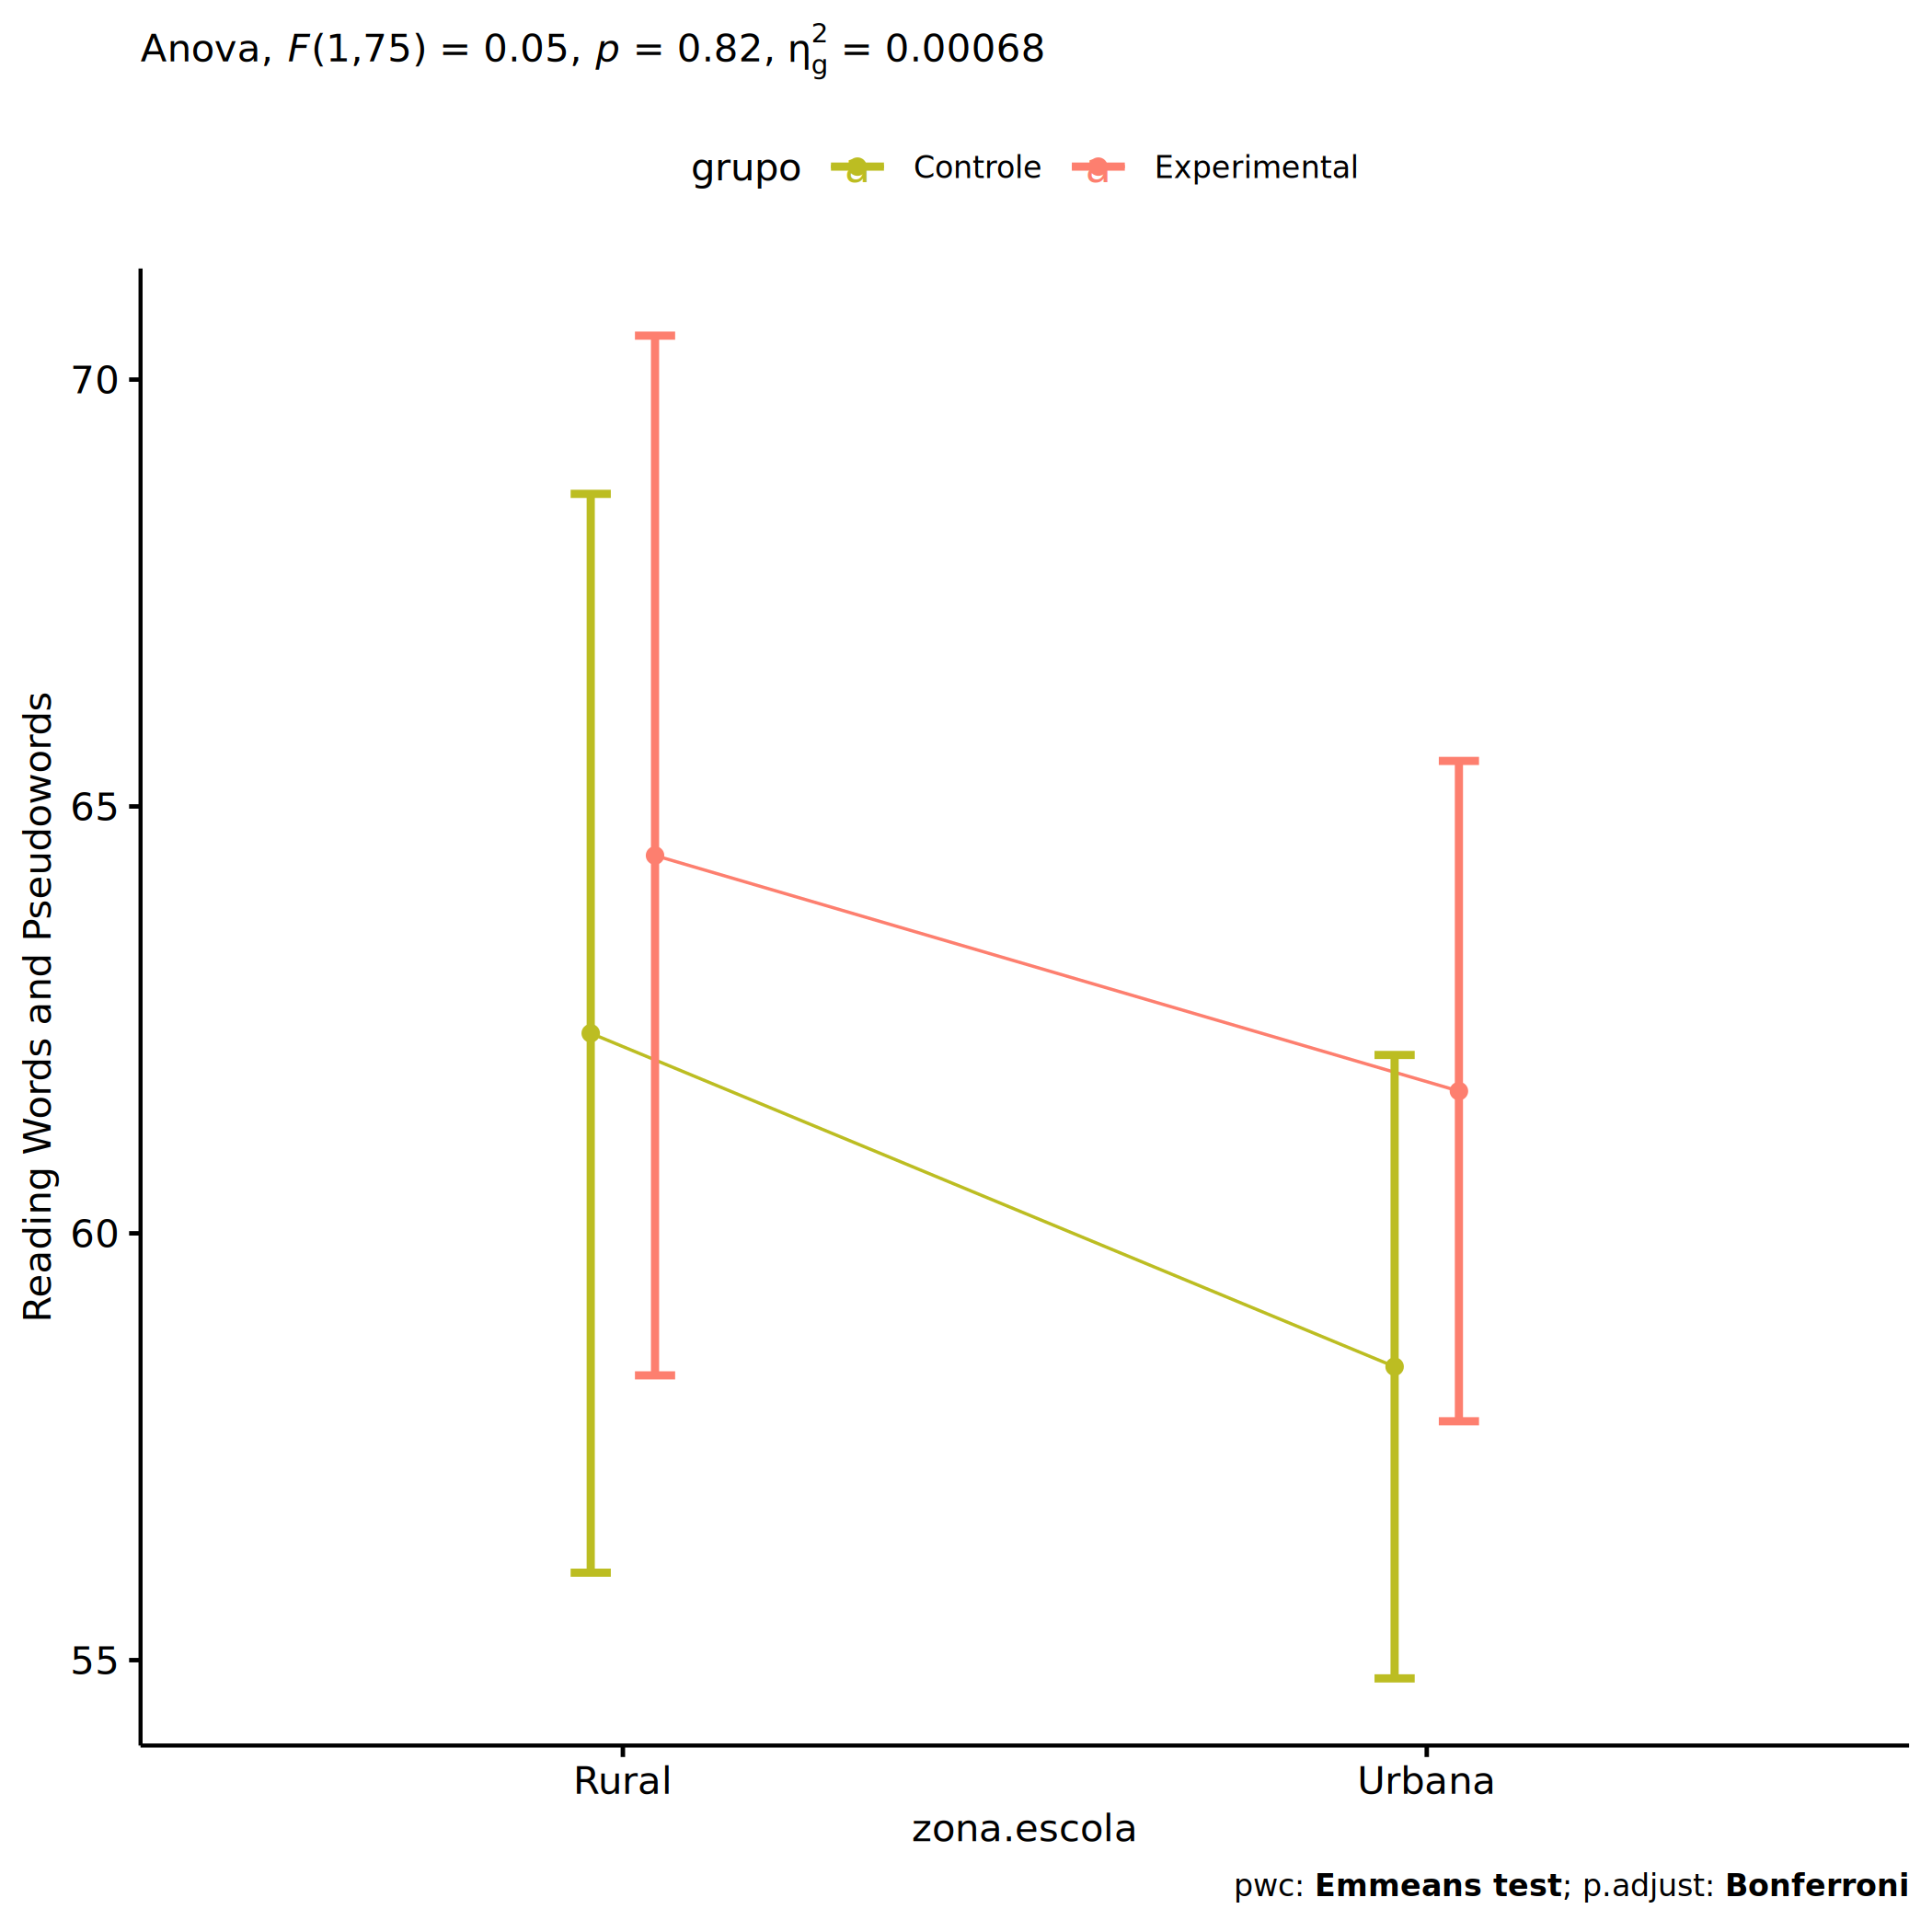 Anova, F(1,75) = 0.05, p = 0.82, η²g = 0.00068
grupo a Controle a Experimental
70
65
60
55
Reading Words and Pseudowords
Rural Urbana
zona.escola
pwc: Emmeans test; p.adjust: Bonferroni